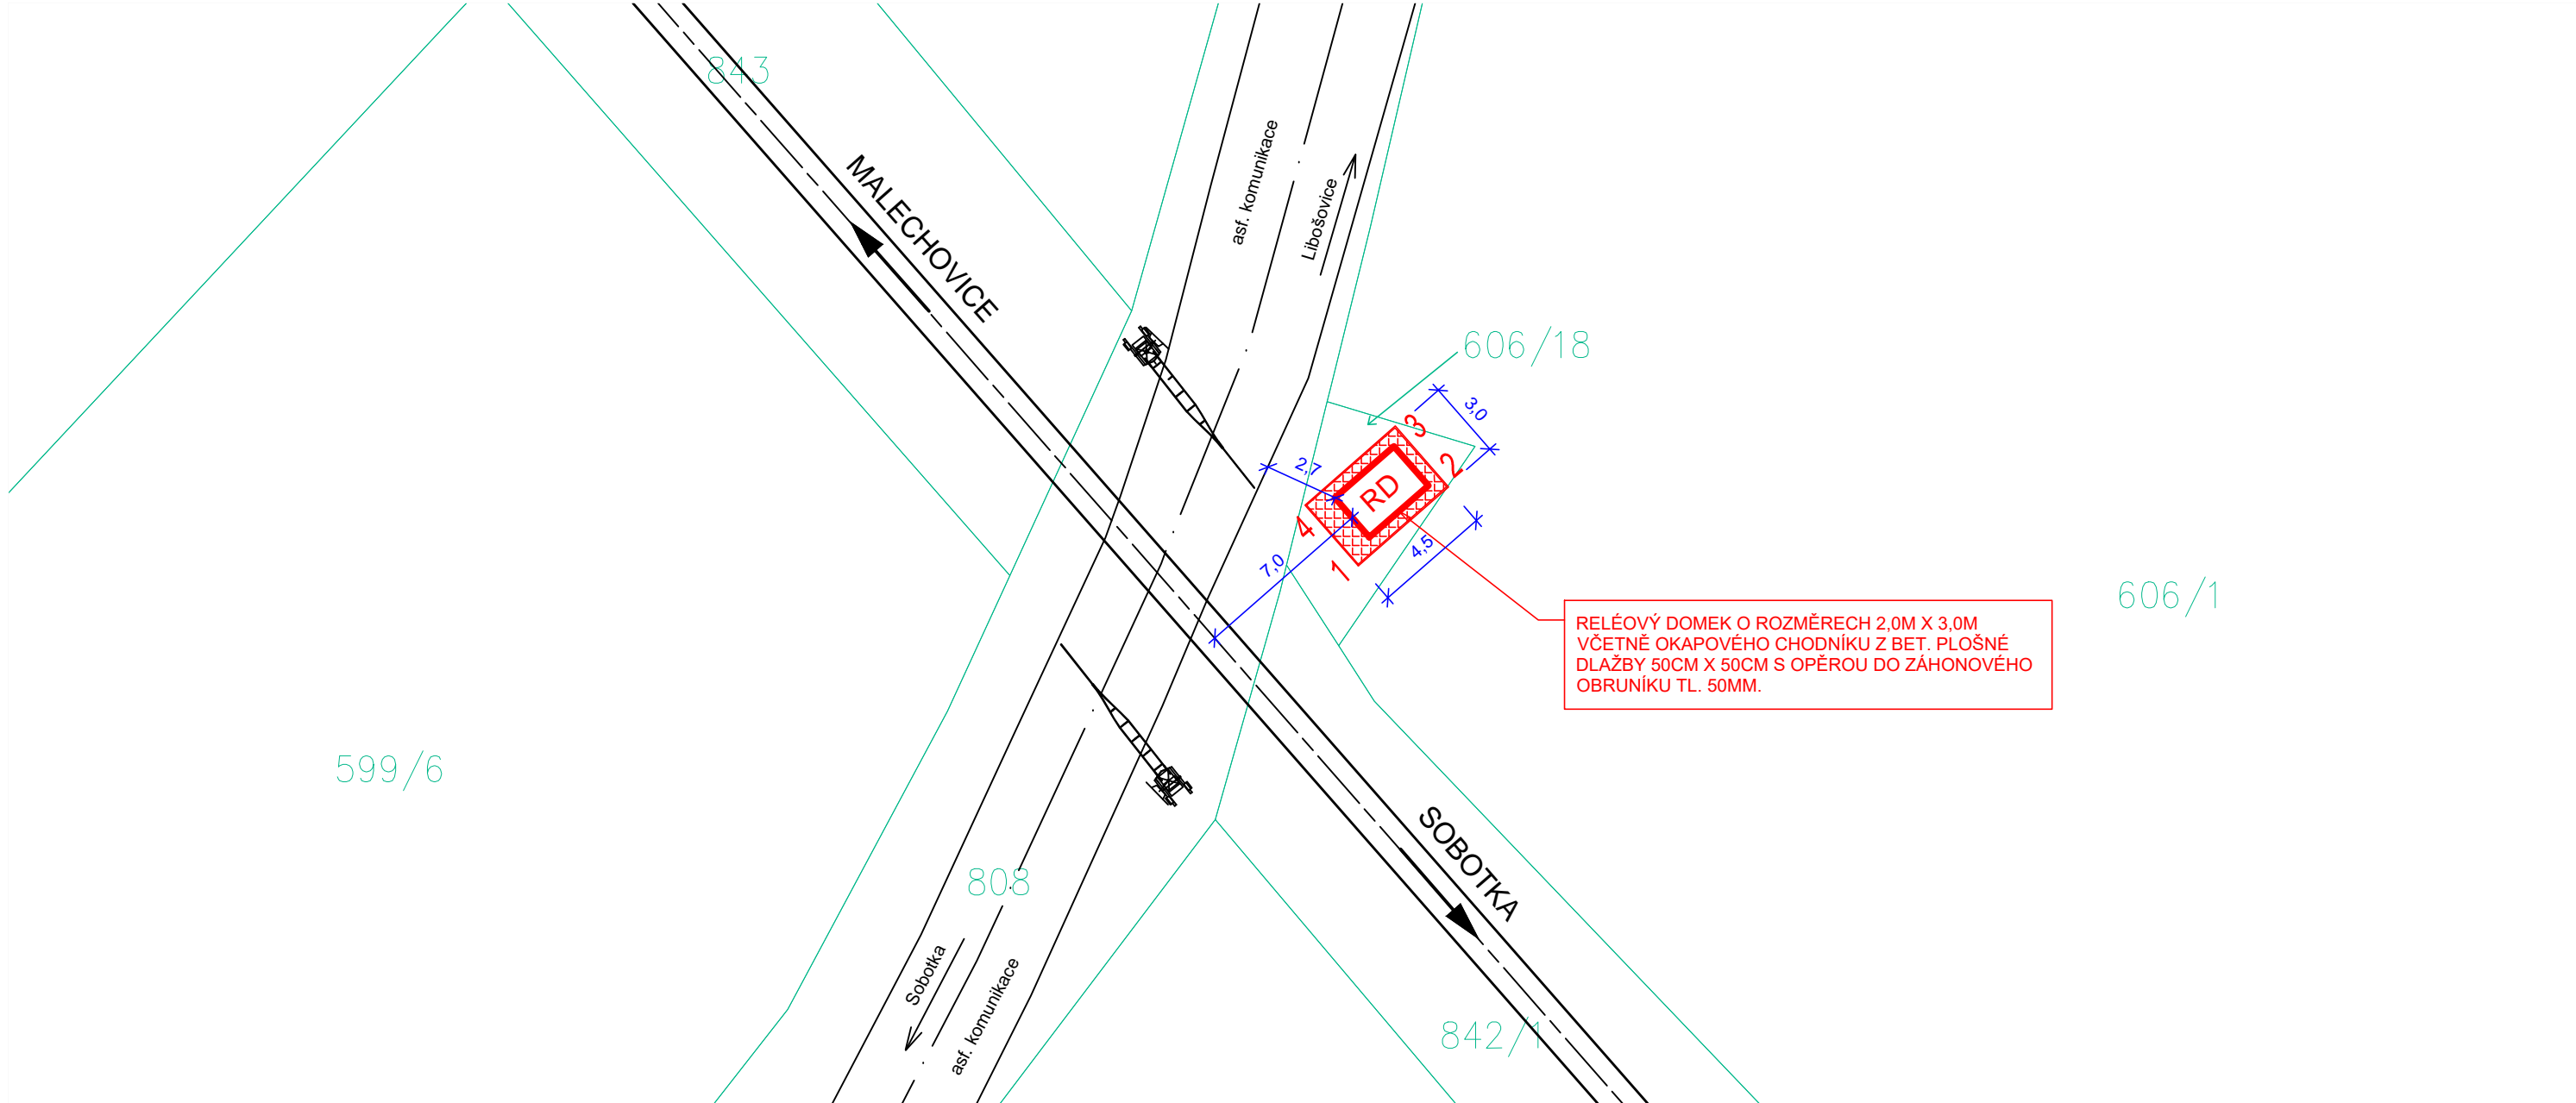 843
MALECHOVICE
asf. komunikace
Libošovice
606/18
3,0
3
2
2,7
RD
4
1
4,5
7,0
606/1
RELÉOVÝ DOMEK O ROZMĚRECH 2,0M X 3,0M
VČETNĚ OKAPOVÉHO CHODNÍKU Z BET. PLOŠNÉ
DLAŽBY 50CM X 50CM S OPĚROU DO ZÁHONOVÉHO
OBRUNÍKU TL. 50MM.
599/6
SOBOTKA
808
Sobotka
asf. komunikace
842/1